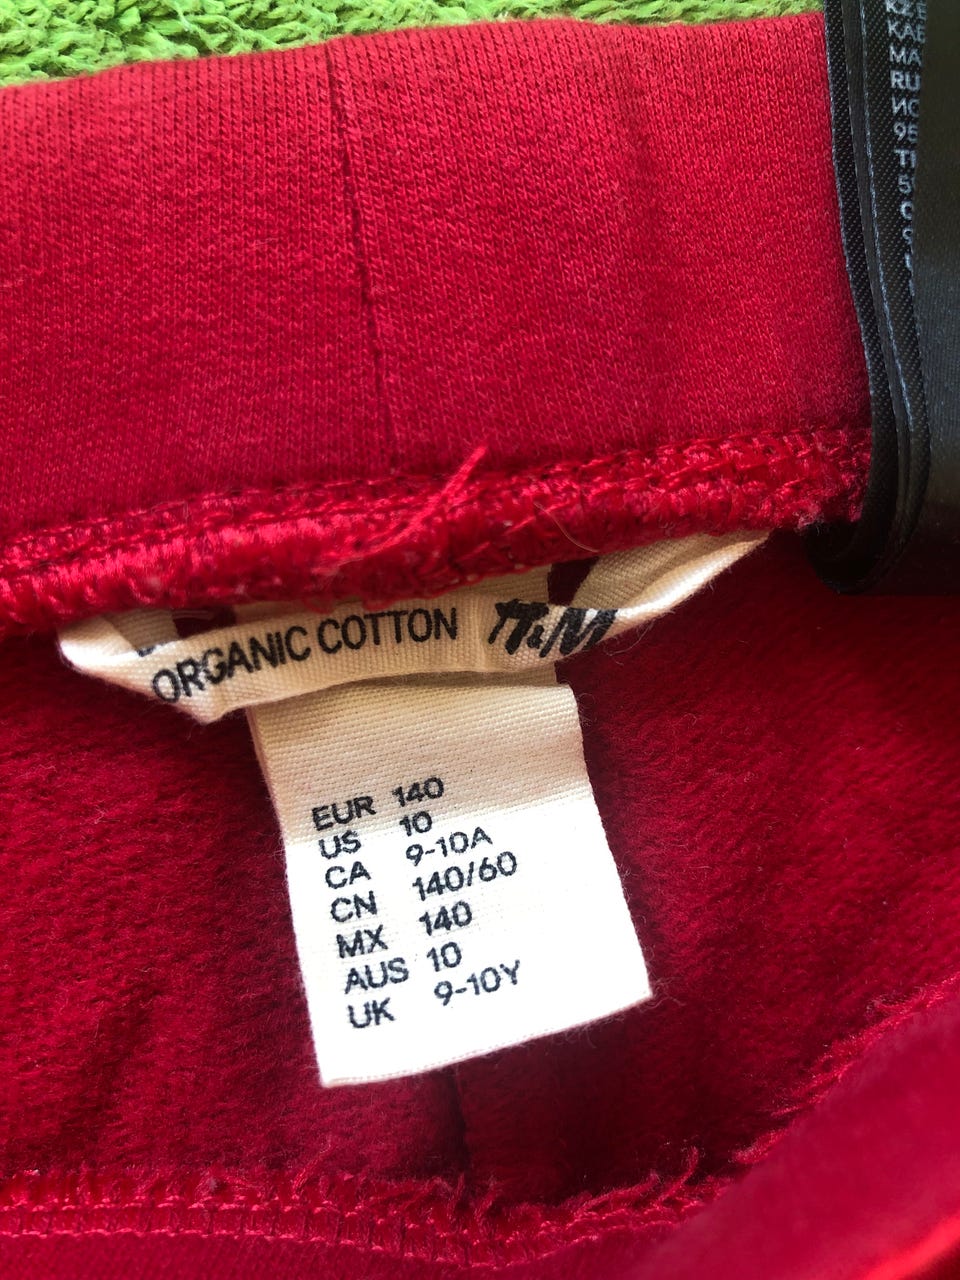 ORGANIC COTTON H&M
EUR 140
US 10
CA 9-10A
CN 140/60
MX 140
AUS 10
UK 9-10Y